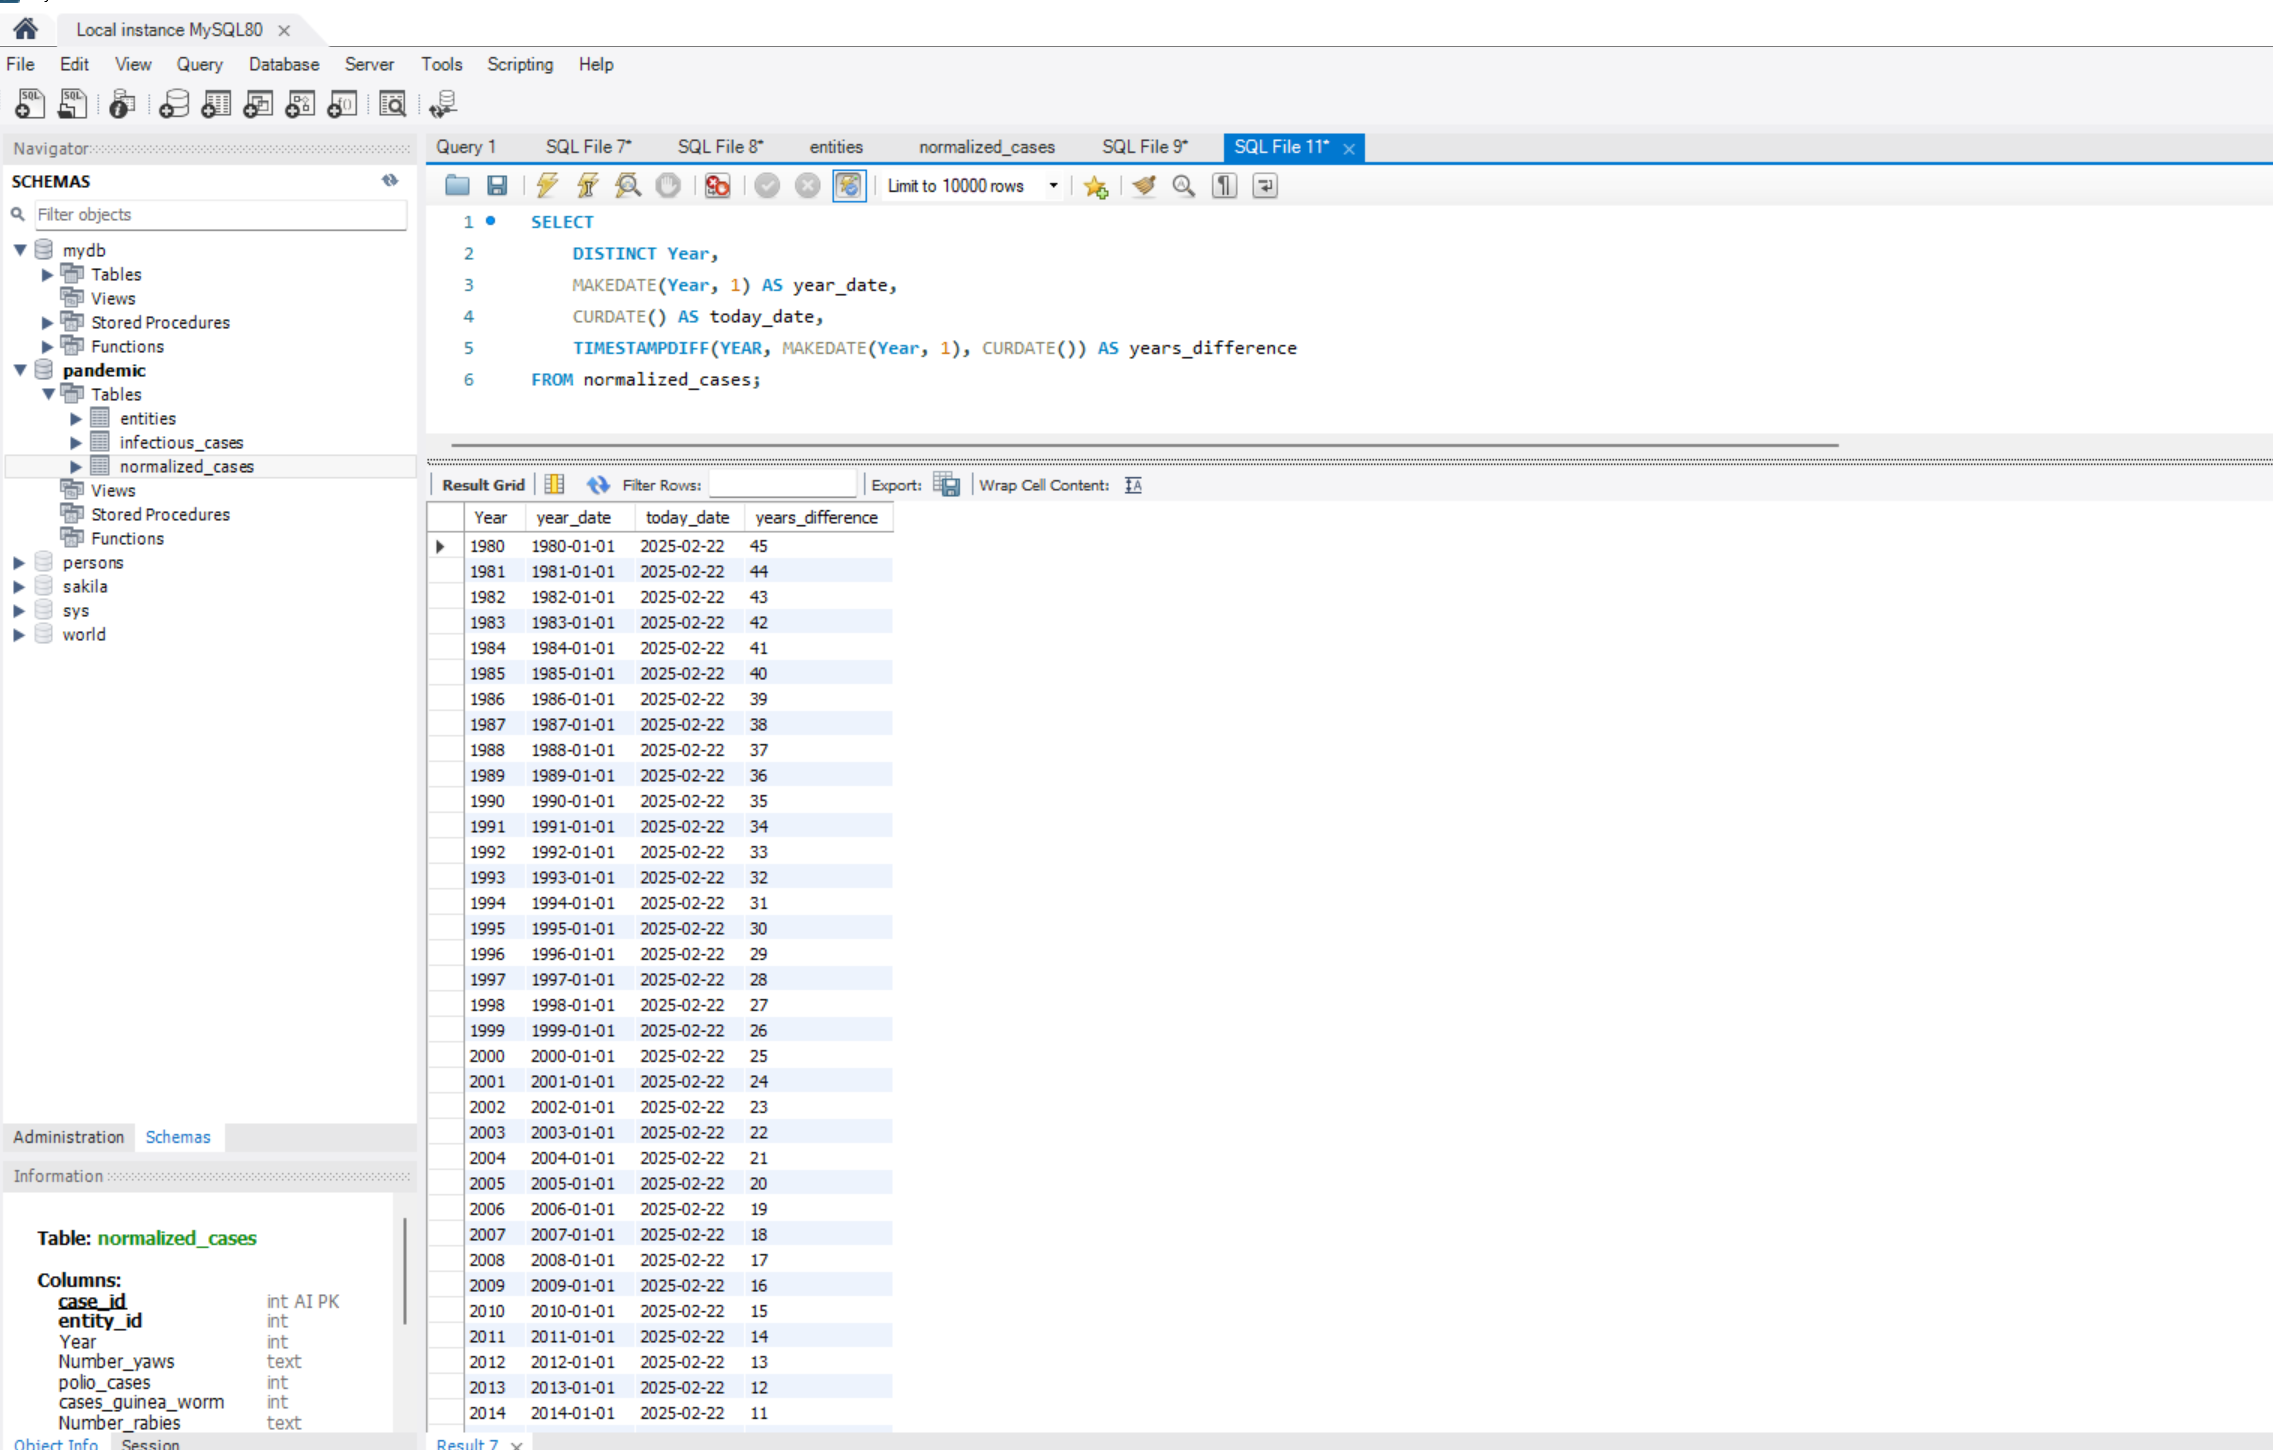 Local instance MySQL80
File Edit View Query Database Server Tools Scripting Help
Navigator
SCHEMAS
Filter objects
mydb
Tables
Views
Stored Procedures
Functions
pandemic
Tables
entities
infectious_cases
normalized_cases
Views
Stored Procedures
Functions
persons
sakila
sys
world
Administration Schemas
Information
Table: normalized_cases
Columns:
case_id int AI PK
entity_id int
Year int
Number_yaws text
polio_cases int
cases_guinea_worm int
Number_rabies text
Object Info Session
Query 1 SQL File 7* SQL File 8* entities normalized_cases SQL File 9* SQL File 11*
Limit to 10000 rows
1 SELECT
2 DISTINCT Year,
3 MAKEDATE(Year, 1) AS year_date,
4 CURDATE() AS today_date,
5 TIMESTAMPDIFF(YEAR, MAKEDATE(Year, 1), CURDATE()) AS years_difference
6 FROM normalized_cases;
Result Grid Filter Rows: Export: Wrap Cell Content:
Year year_date today_date years_difference
1980 1980-01-01 2025-02-22 45
1981 1981-01-01 2025-02-22 44
1982 1982-01-01 2025-02-22 43
1983 1983-01-01 2025-02-22 42
1984 1984-01-01 2025-02-22 41
1985 1985-01-01 2025-02-22 40
1986 1986-01-01 2025-02-22 39
1987 1987-01-01 2025-02-22 38
1988 1988-01-01 2025-02-22 37
1989 1989-01-01 2025-02-22 36
1990 1990-01-01 2025-02-22 35
1991 1991-01-01 2025-02-22 34
1992 1992-01-01 2025-02-22 33
1993 1993-01-01 2025-02-22 32
1994 1994-01-01 2025-02-22 31
1995 1995-01-01 2025-02-22 30
1996 1996-01-01 2025-02-22 29
1997 1997-01-01 2025-02-22 28
1998 1998-01-01 2025-02-22 27
1999 1999-01-01 2025-02-22 26
2000 2000-01-01 2025-02-22 25
2001 2001-01-01 2025-02-22 24
2002 2002-01-01 2025-02-22 23
2003 2003-01-01 2025-02-22 22
2004 2004-01-01 2025-02-22 21
2005 2005-01-01 2025-02-22 20
2006 2006-01-01 2025-02-22 19
2007 2007-01-01 2025-02-22 18
2008 2008-01-01 2025-02-22 17
2009 2009-01-01 2025-02-22 16
2010 2010-01-01 2025-02-22 15
2011 2011-01-01 2025-02-22 14
2012 2012-01-01 2025-02-22 13
2013 2013-01-01 2025-02-22 12
2014 2014-01-01 2025-02-22 11
Result 7